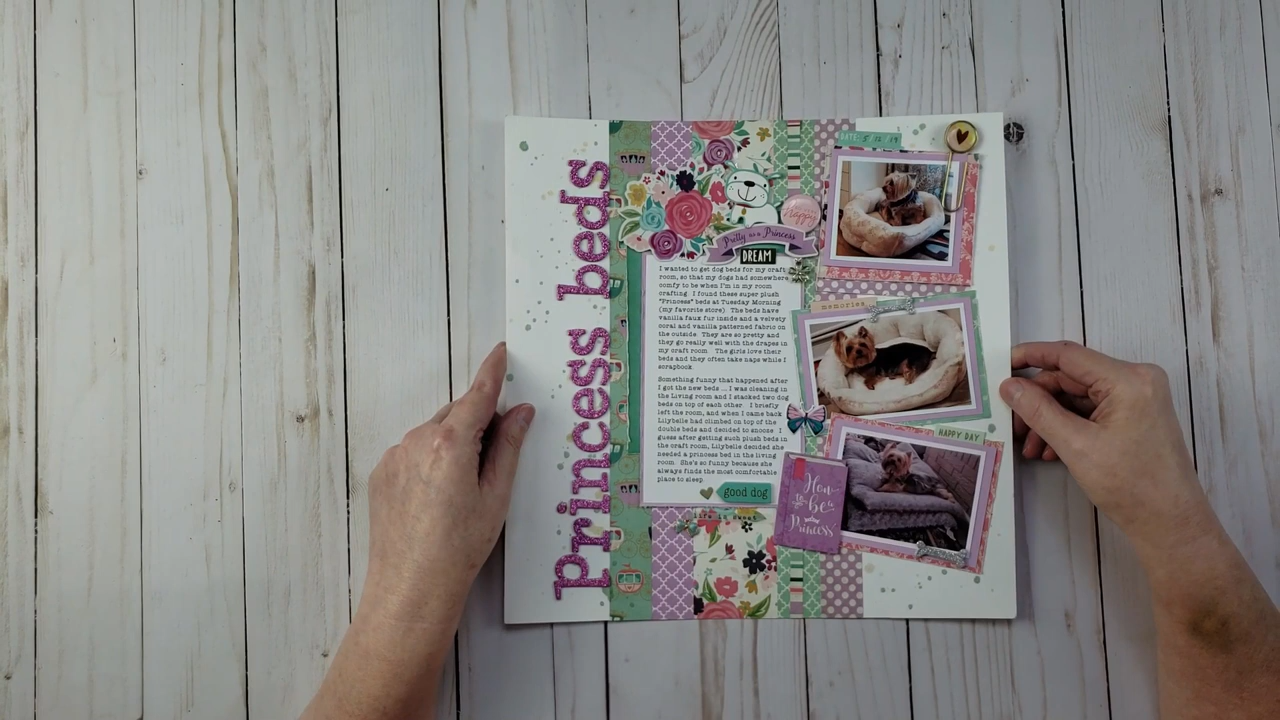 princess beds
happy
Pretty as a Princess
DREAM
I wanted to get dog beds for my craft
room, so that my dogs had somewhere
comfy to be when I'm in my room
crafting. I found these super plush
"Princess" beds at Tuesday Morning
(my favorite store) The beds have
vanilla faux fur inside and a velvety
coral and vanilla patterned fabric on
the outside. They are so pretty and
they go really well with the drapes in
my craft room. The girls love their
beds and they often take naps while I
scrapbook.
Something funny that happened after
I got the new beds ... I was cleaning in
the Living room and I stacked two dog
beds on top of each other. I briefly
left the room, and when I came back
Lilybelle had climbed on top of the
double beds and decided to snooze. I
guess after getting such plush beds in
the craft room, Lilybelle decided she
needed a princess bed in the living
room. She's so funny because she
always finds the most comfortable
place to sleep.
good dog
life is sweet
DATE: 5/12/19
memories
HAPPY DAY
How
to be a
Princess